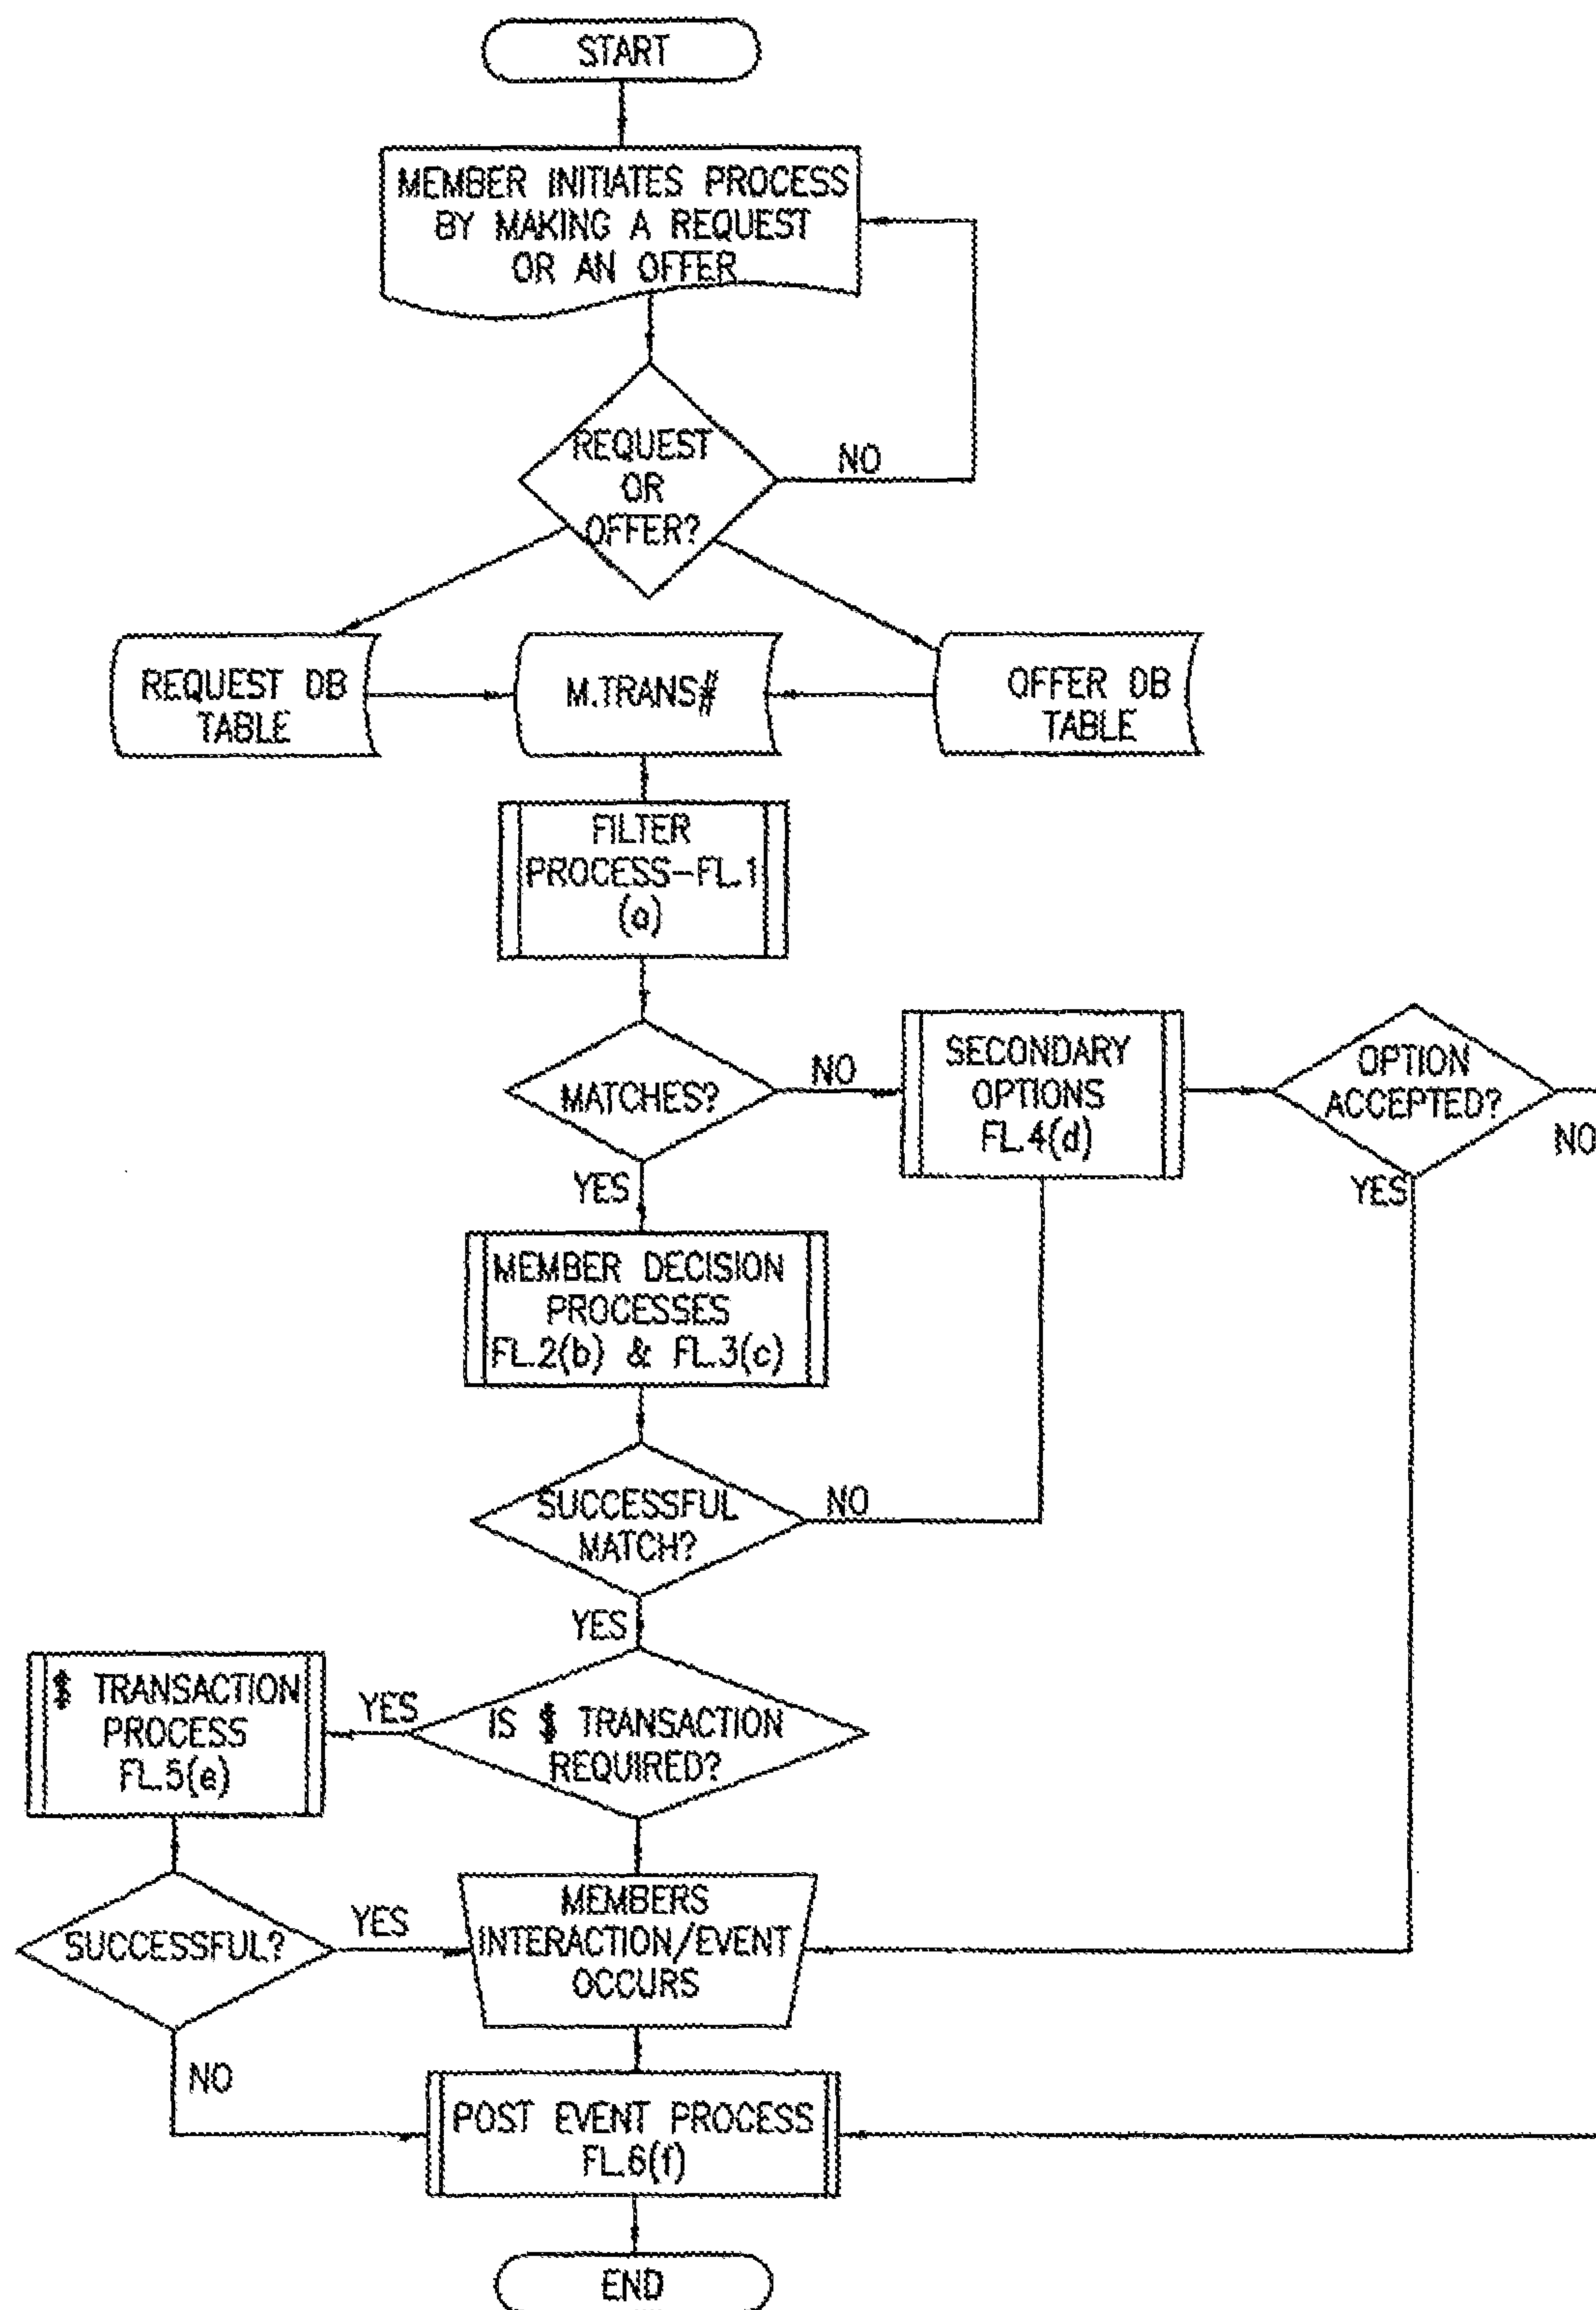 START
MEMBER INITIATES PROCESS
BY MAKING A REQUEST
OR AN OFFER
REQUEST
OR
OFFER?
NO
REQUEST DB
TABLE
M.TRANS#
OFFER DB
TABLE
FILTER
PROCESS-FL.1
(a)
MATCHES?
NO
SECONDARY
OPTIONS
FL.4(d)
OPTION
ACCEPTED?
NO
YES
YES
MEMBER DECISION
PROCESSES
FL.2(b) & FL.3(c)
SUCCESSFUL
MATCH?
NO
YES
$ TRANSACTION
PROCESS
FL.5(e)
YES
IS $ TRANSACTION
REQUIRED?
SUCCESSFUL?
YES
MEMBERS
INTERACTION/EVENT
OCCURS
NO
POST EVENT PROCESS
FL.6(f)
END